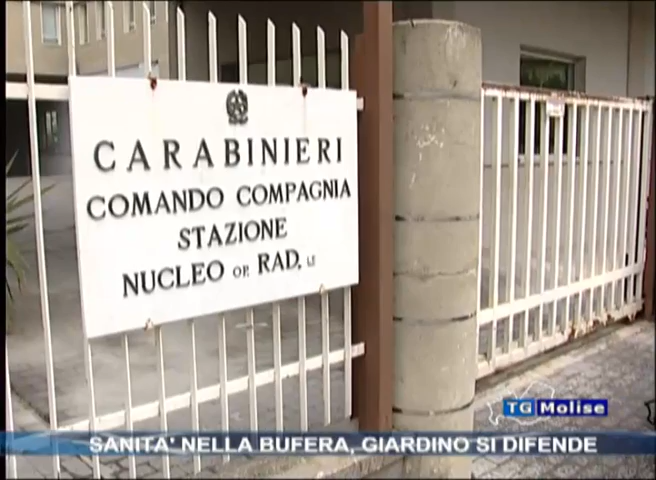 CARABINIERI
COMANDO COMPAGNIA
STAZIONE
NUCLEO OP. RAD.
TG Molise
SANITA' NELLA BUFERA, GIARDINO SI DIFENDE